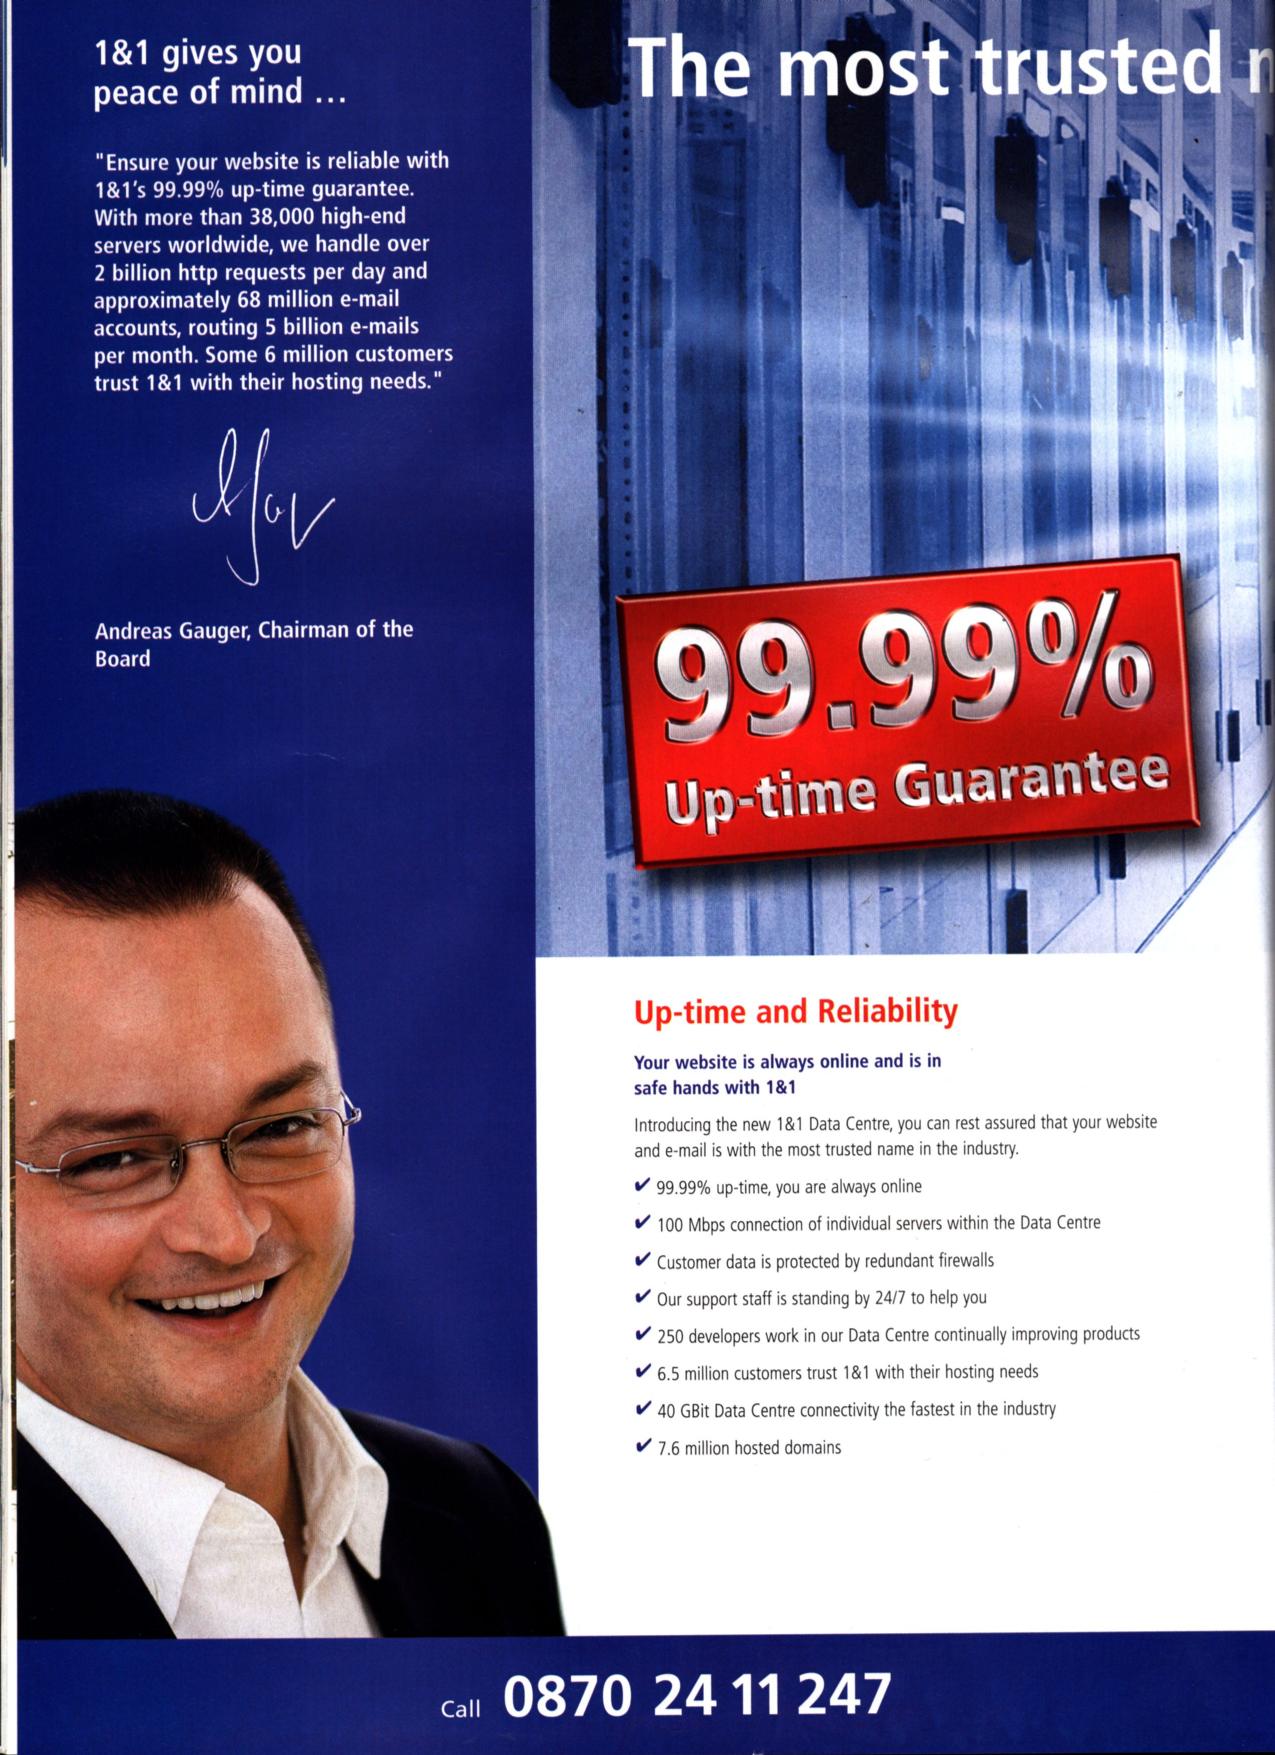 1&1 gives you
peace of mind ...
"Ensure your website is reliable with
1&1's 99.99% up-time guarantee.
With more than 38,000 high-end
servers worldwide, we handle over
2 billion http requests per day and
approximately 68 million e-mail
accounts, routing 5 billion e-mails
per month. Some 6 million customers
trust 1&1 with their hosting needs."
Andreas Gauger, Chairman of the
Board
The most trusted
99.99%
Up-time Guarantee
Up-time and Reliability
Your website is always online and is in
safe hands with 1&1
Introducing the new 1&1 Data Centre, you can rest assured that your website
and e-mail is with the most trusted name in the industry.
✔ 99.99% up-time, you are always online
✔ 100 Mbps connection of individual servers within the Data Centre
✔ Customer data is protected by redundant firewalls
✔ Our support staff is standing by 24/7 to help you
✔ 250 developers work in our Data Centre continually improving products
✔ 6.5 million customers trust 1&1 with their hosting needs
✔ 40 GBit Data Centre connectivity the fastest in the industry
✔ 7.6 million hosted domains
Call 0870 24 11 247